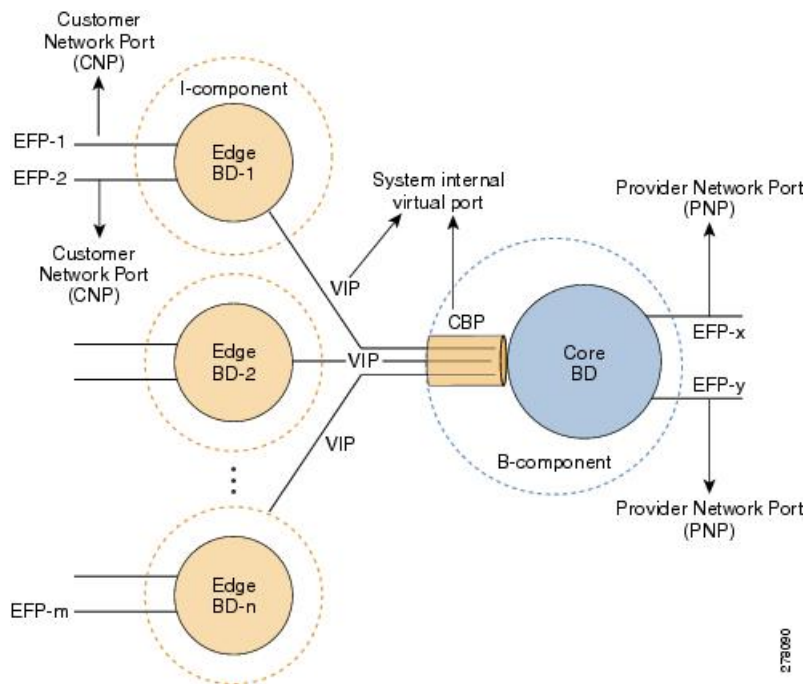 Customer
Network Port
(CNP)
I-component
EFP-1
EFP-2
Edge
BD-1
Customer
Network Port
(CNP)
System internal
virtual port
Provider Network Port
(PNP)
VIP
CBP
Edge
BD-2
VIP
Core
BD
EFP-x
EFP-y
VIP
B-component
Provider Network Port
(PNP)
Edge
BD-n
EFP-m
278090